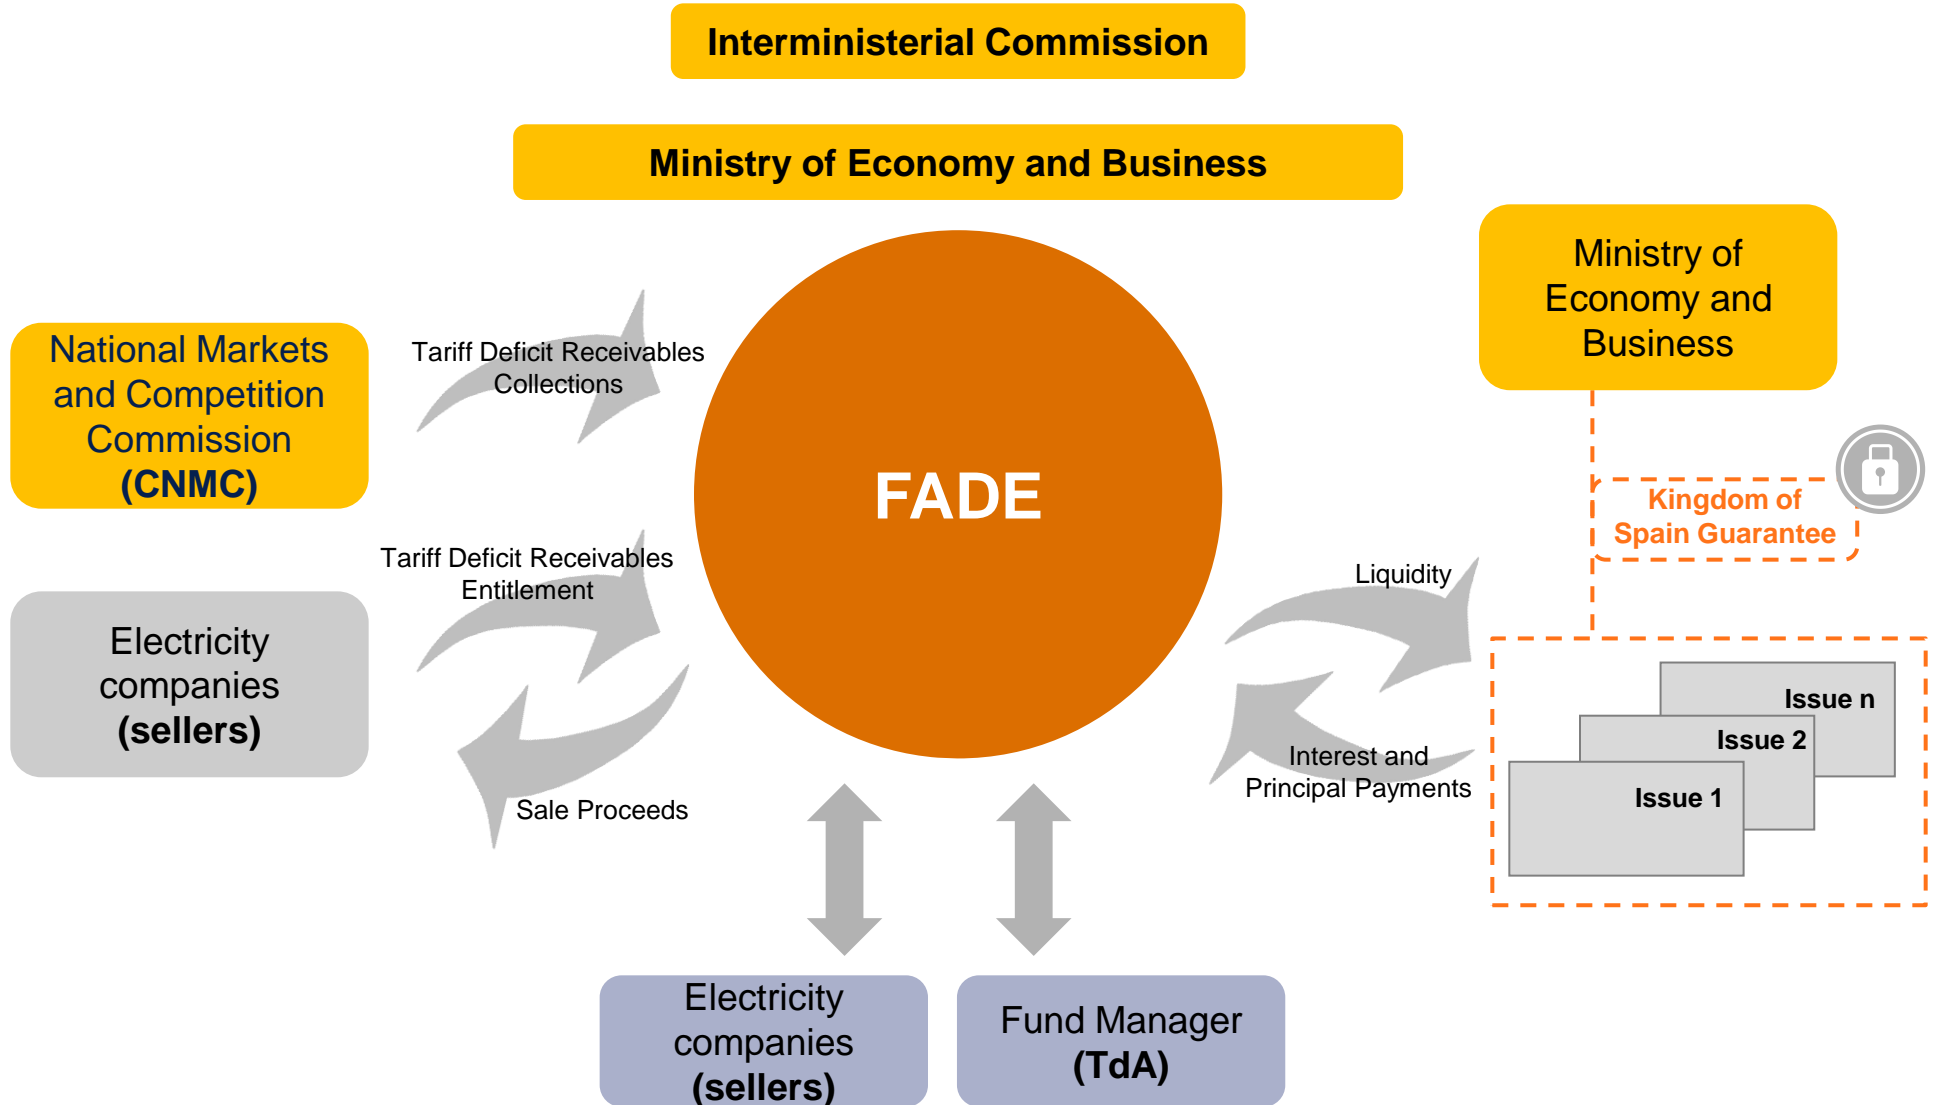 Interministerial Commission
Ministry of Economy and Business
Ministry of
Economy and
Business
National Markets
and Competition
Commission
(CNMC)
Tariff Deficit Receivables
Collections
FADE
Kingdom of
Spain Guarantee
Tariff Deficit Receivables
Entitlement
Liquidity
Electricity
companies
(sellers)
Issue n
Issue 2
Issue 1
Interest and
Principal Payments
Sale Proceeds
Electricity
companies
(sellers)
Fund Manager
(TdA)